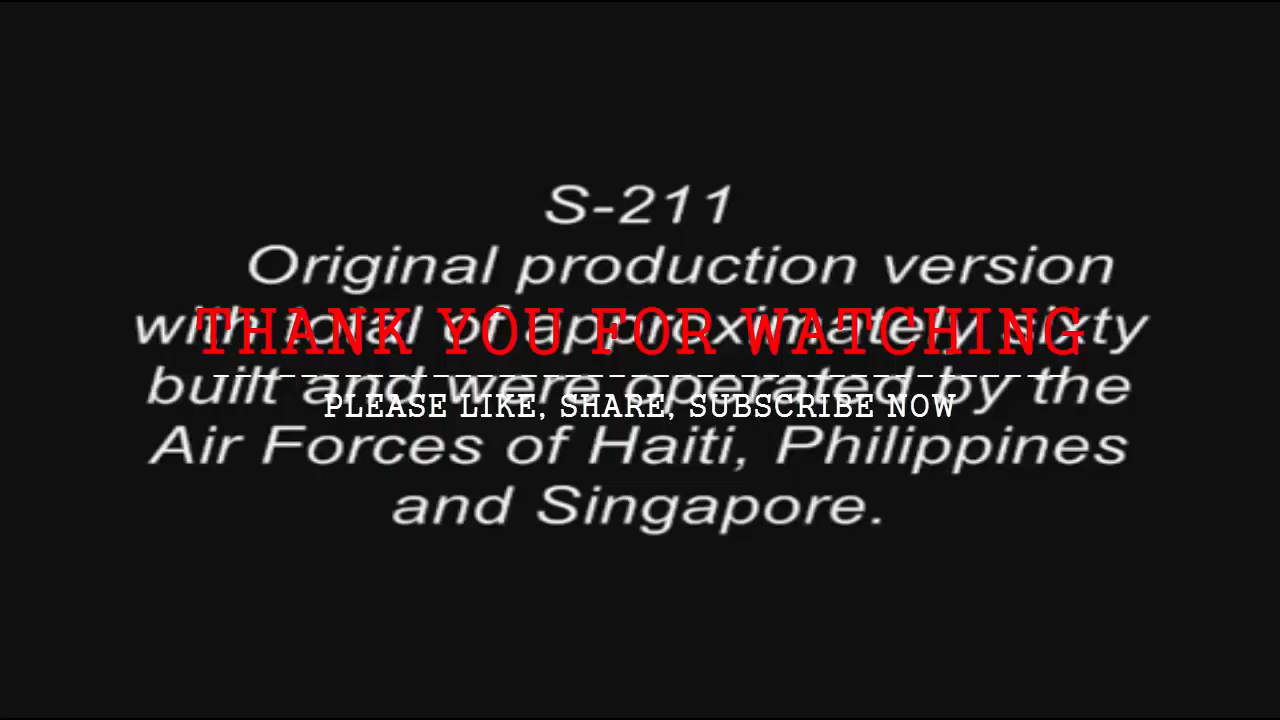 S-211
Original production version
with total of approximately sixty
THANK YOU FOR WATCHING
built and were operated by the
PLEASE LIKE, SHARE, SUBSCRIBE NOW
Air Forces of Haiti, Philippines
and Singapore.